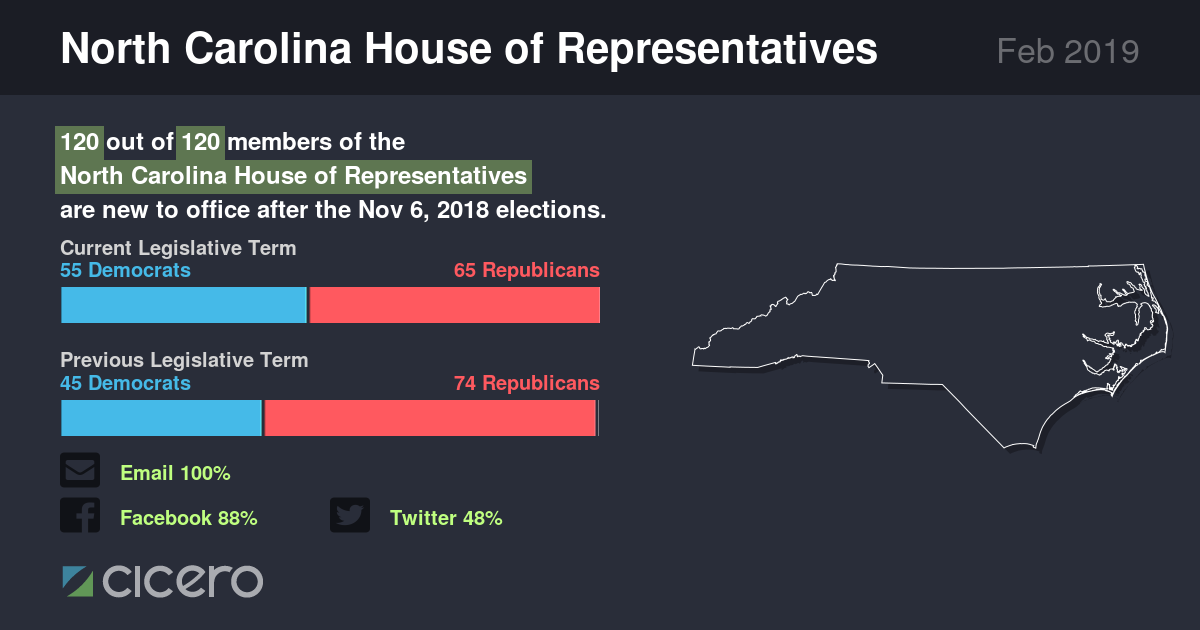 North Carolina House of Representatives
Feb 2019
120 out of 120 members of the
North Carolina House of Representatives
are new to office after the Nov 6, 2018 elections.
Current Legislative Term
55 Democrats 65 Republicans
Previous Legislative Term
45 Democrats 74 Republicans
Email 100%
Facebook 88% Twitter 48%
cicero